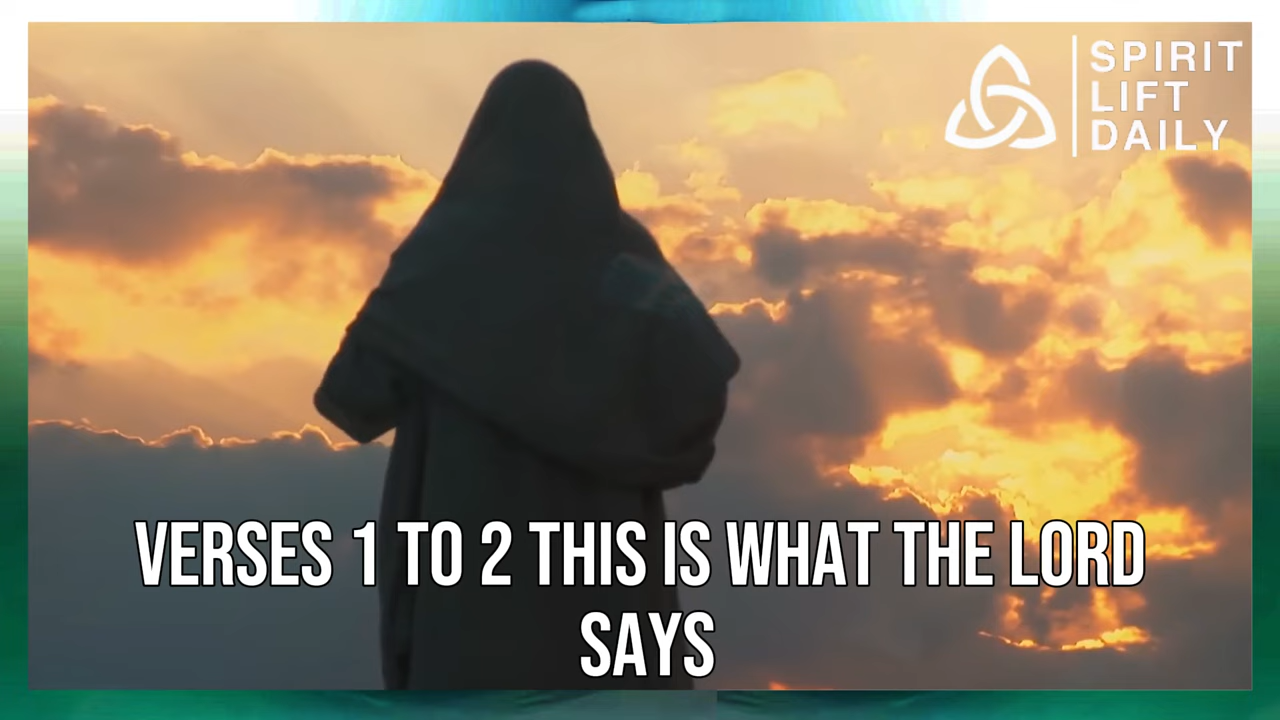 SPIRIT
LIFT
DAILY
VERSES 1 TO 2 THIS IS WHAT THE LORD
SAYS